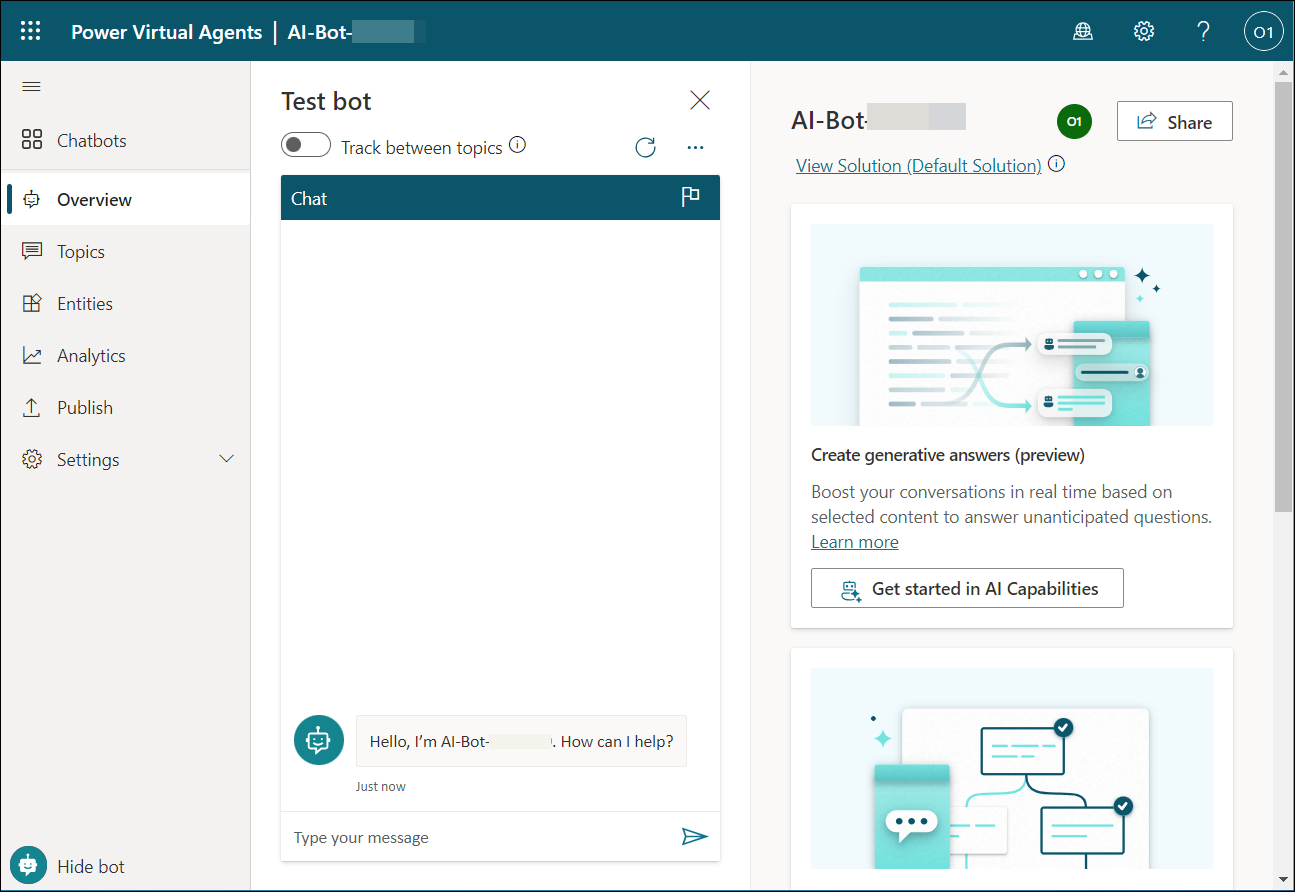 Power Virtual Agents | AI-Bot-
O1
Chatbots
Overview
Topics
Entities
Analytics
Publish
Settings
Hide bot
Test bot
Track between topics
Chat
Hello, I'm AI-Bot- . How can I help?
Just now
Type your message
AI-Bot-
O1
Share
View Solution (Default Solution)
Create generative answers (preview)
Boost your conversations in real time based on
selected content to answer unanticipated questions.
Learn more
Get started in AI Capabilities